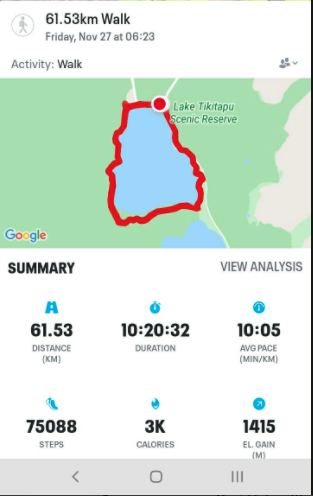 61.53km Walk
Friday, Nov 27 at 06:23
Activity: Walk
Lake Tikitapu
Scenic Reserve
Google
SUMMARY
VIEW ANALYSIS
61.53
DISTANCE
(KM)
10:20:32
DURATION
10:05
AVG PACE
(MIN/KM)
75088
STEPS
3K
CALORIES
1415
EL. GAIN
(M)